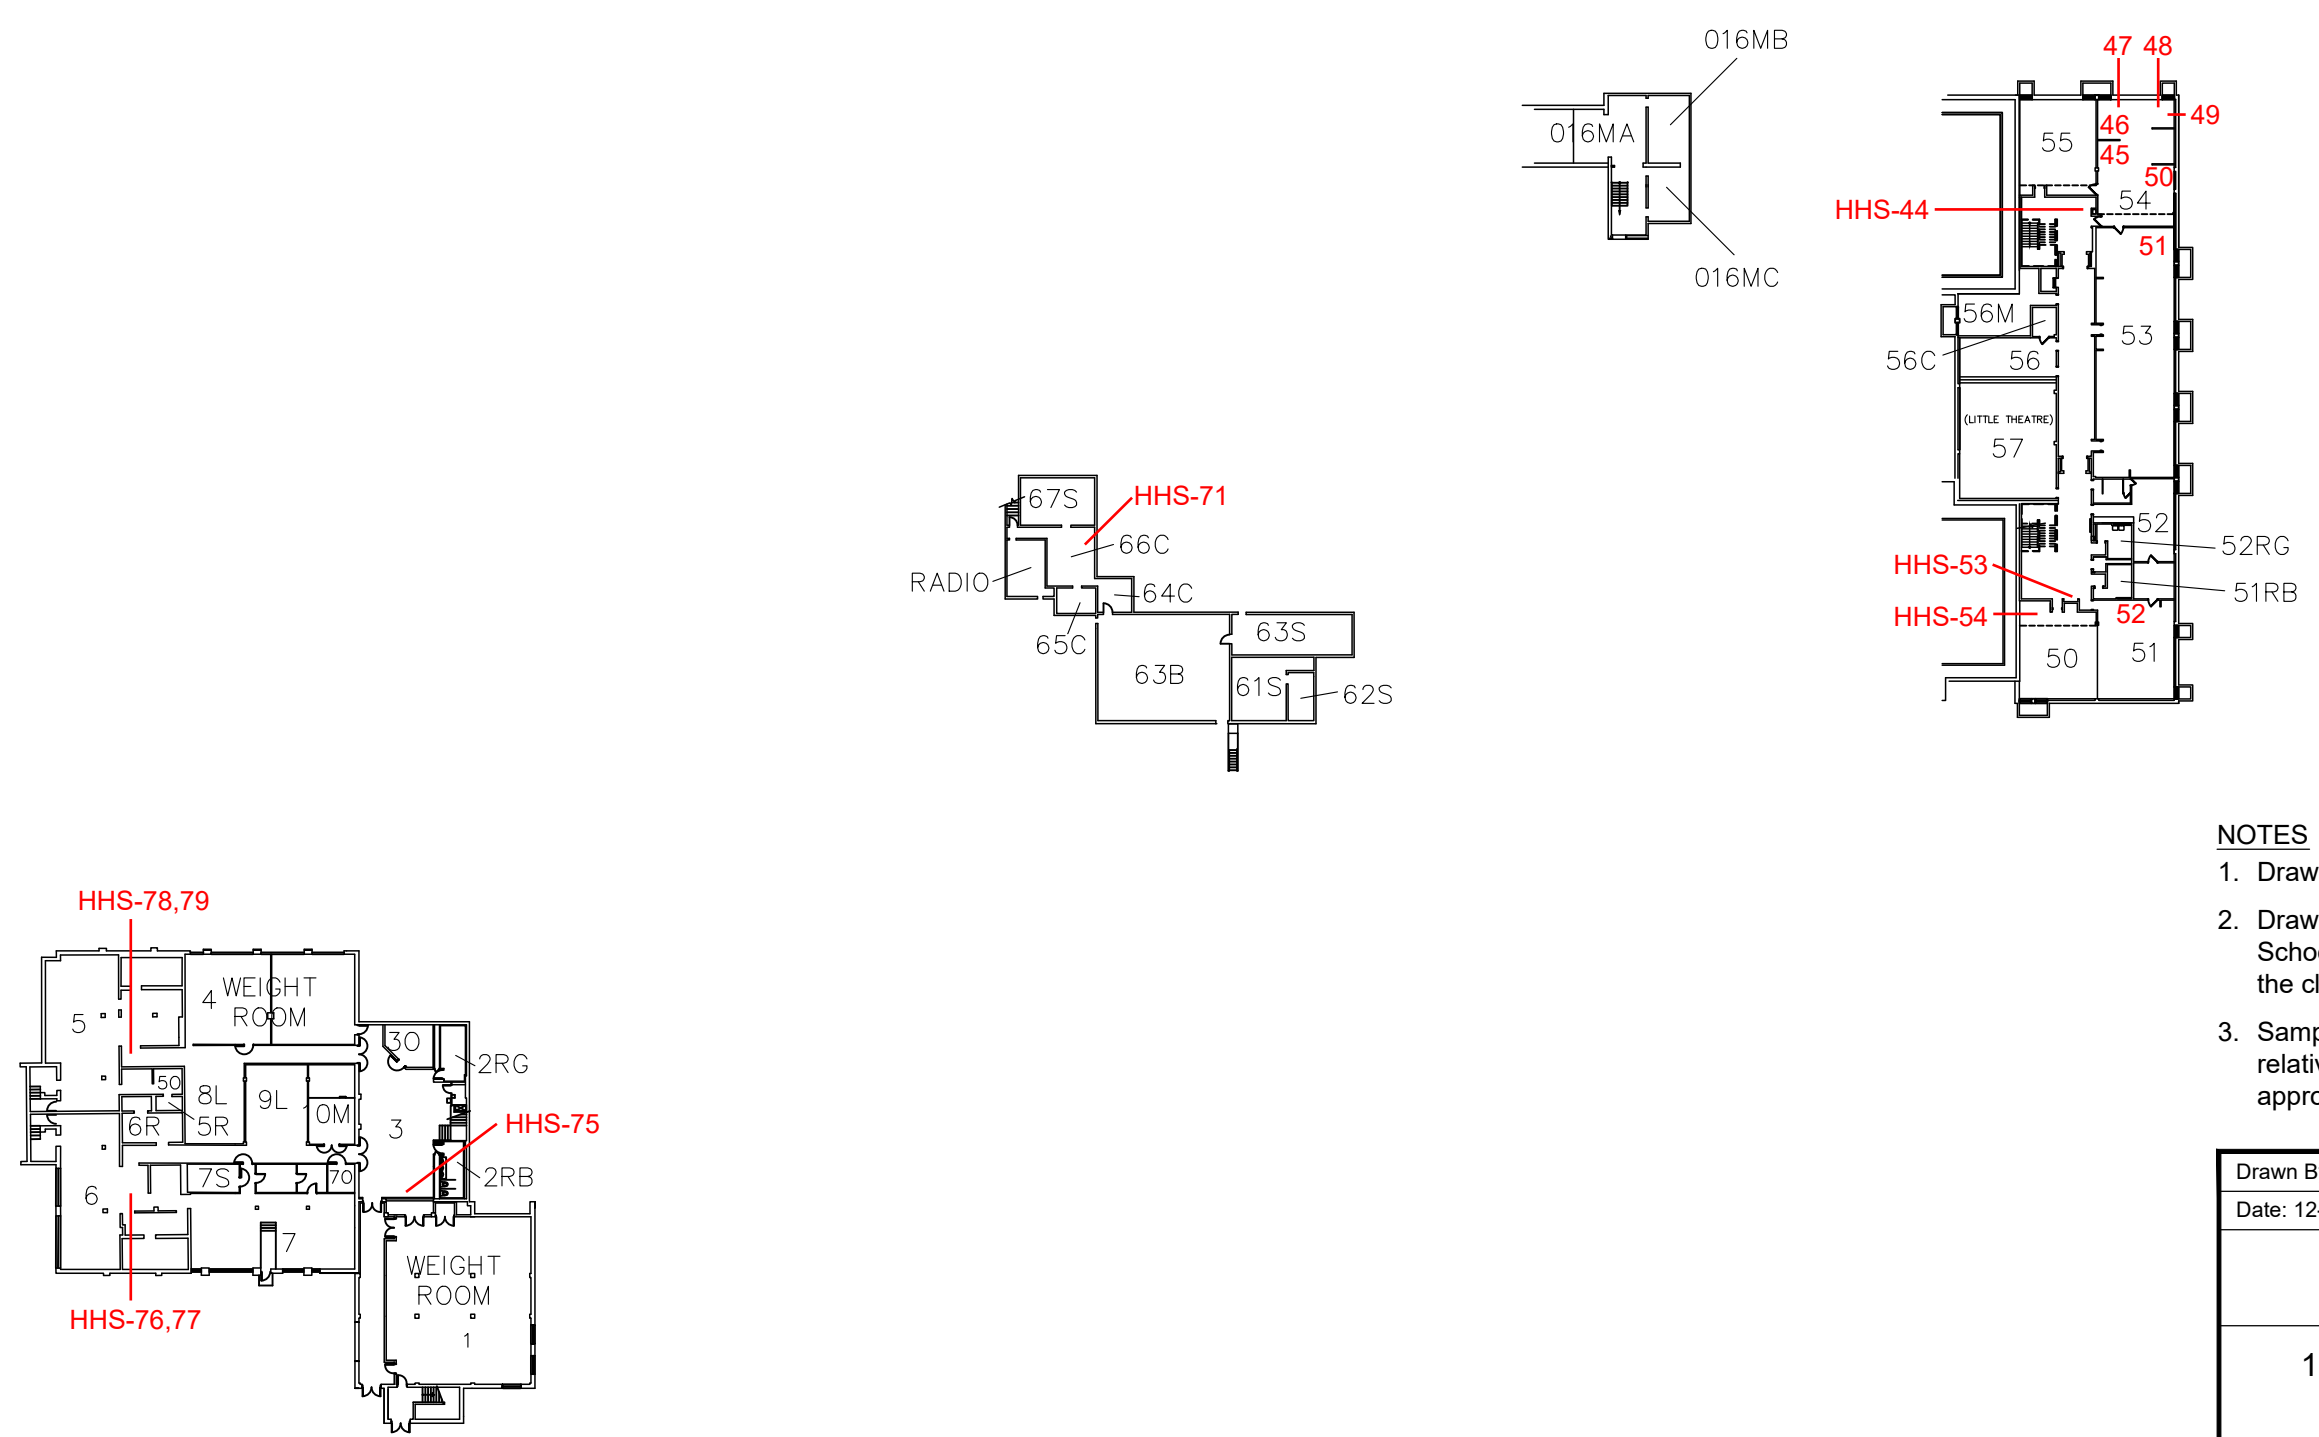 016MB
016MA
016MC
47 48
49
46
45
50
55
54
HHS-44
51
56M
56C
56
53
(LITTLE THEATRE)
57
52
52RG
HHS-53
51RB
HHS-54
52
50
51
67S
HHS-71
66C
RADIO
64C
65C
63S
63B
61S
62S
HHS-78,79
4 WEIGHT
ROOM
5
30
2RG
50
8L
9L
0M
6R
5R
3
HHS-75
7S
70
2RB
6
7
WEIGHT
ROOM
1
HHS-76,77
NOTES
1. Draw
2. Draw
Schoo
the cl
3. Samp
relativ
appro
Drawn B
Date: 12-
1